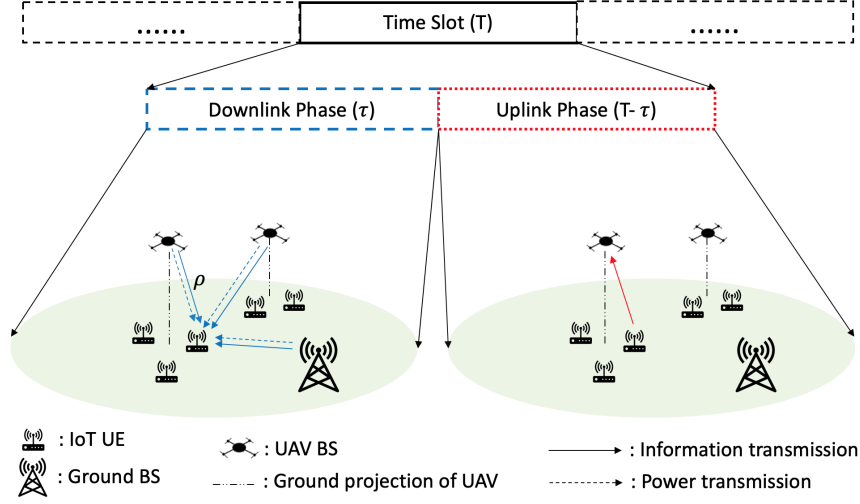 ...... Time Slot (T) ......
Downlink Phase (τ) Uplink Phase (T- τ)
ρ
: IoT UE : UAV BS : Information transmission
: Ground BS : Ground projection of UAV : Power transmission